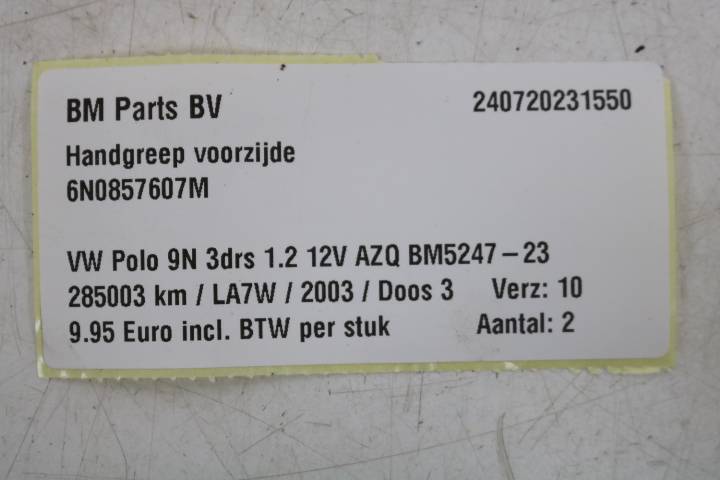 BM Parts BV 240720231550
Handgreep voorzijde
6N0857607M
VW Polo 9N 3drs 1.2 12V AZQ BM5247 – 23
285003 km / LA7W / 2003 / Doos 3 Verz: 10
9.95 Euro incl. BTW per stuk Aantal: 2